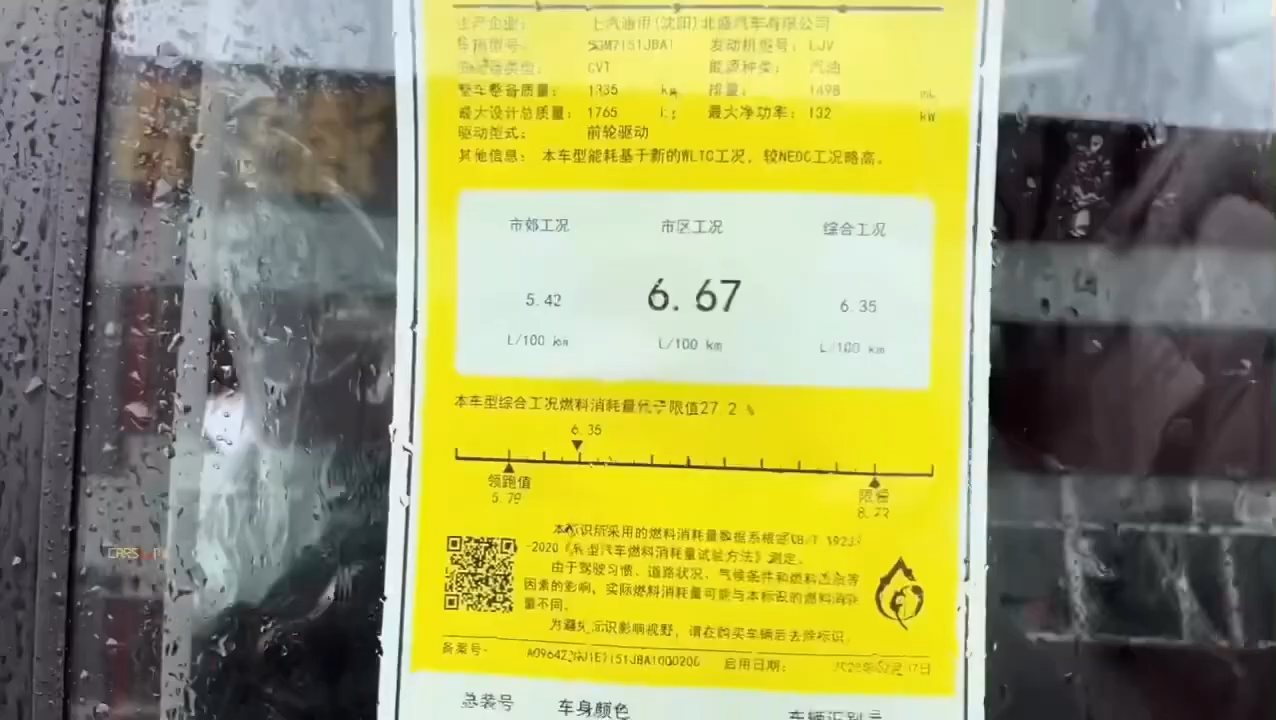 生产企业： 上汽通用(沈阳)北盛汽车有限公司
车辆型号： SGM7151JBA1 发动机型号： LJV
CVT 能源种类： 汽油
整车整备质量： 1335 kg 排量： 1498 mL
最大设计总质量： 1765 最大净功率： 132 kW
驱动型式： 前轮驱动
其他信息： 本车型能耗基于新的WLTC工况，较NEDC工况略高。
市郊工况 市区工况 综合工况
5.42 6.67 6.35
L/100 km L/100 km L/100 km
本车型综合工况燃料消耗量低于限值27.2 %
6.35
领跑值 限值
5.79
本标识所采用的燃料消耗量数据系根据GB/T 19233
-2020《轻型汽车燃料消耗量试验方法》测定。
由于驾驶习惯、道路状况、气候条件和燃料品质等
因素的影响，实际燃料消耗量可能与本标识的燃料消耗
量不同。
为避免标识影响视野，请在购买车辆后去除标识。
备案号： 启用日期：
总装号 车身颜色 车辆识别号